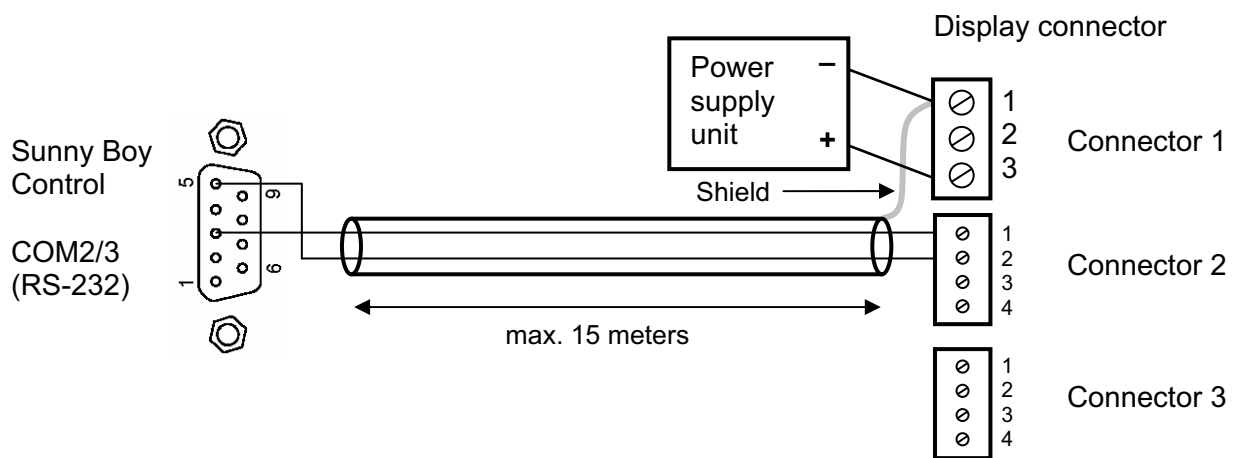 Display connector
Power
supply
unit
–
+
1
2
3
Connector 1
Shield
Sunny Boy
Control
COM2/3
(RS-232)
5
9
1
6
1
2
3
4
Connector 2
max. 15 meters
1
2
3
4
Connector 3